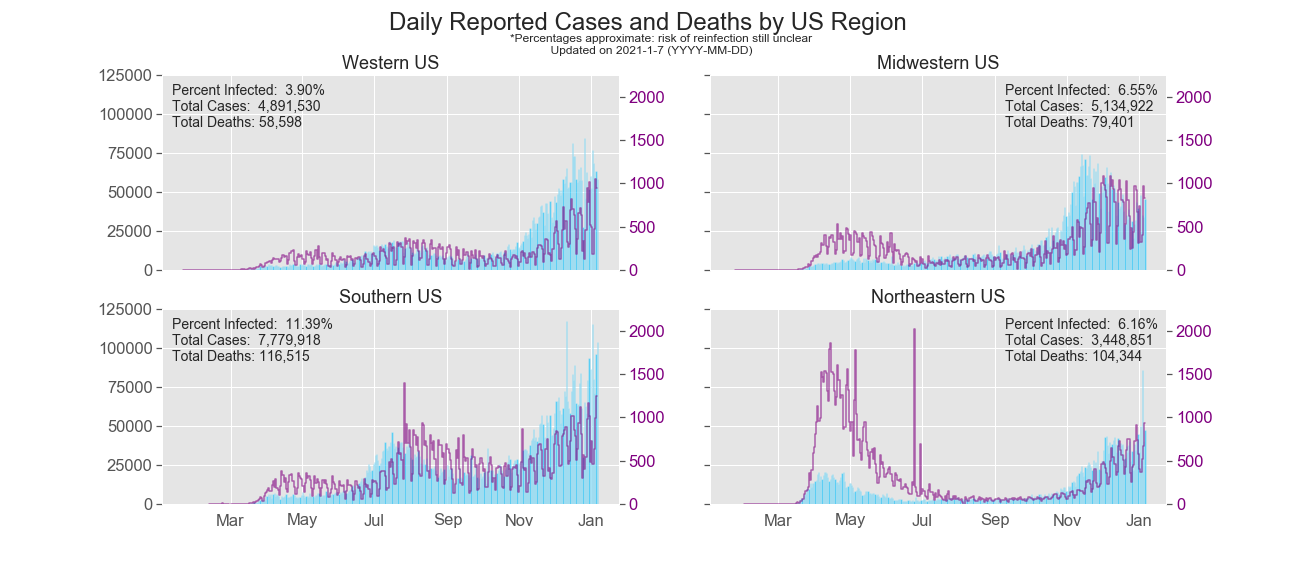 Daily Reported Cases and Deaths by US Region
*Percentages approximate: risk of reinfection still unclear
Updated on 2021-1-7 (YYYY-MM-DD)
Western US
Percent Infected: 3.90%
Total Cases: 4,891,530
Total Deaths: 58,598
125000
100000
75000
50000
25000
0
2000
1500
1000
500
0
Midwestern US
Percent Infected: 6.55%
Total Cases: 5,134,922
Total Deaths: 79,401
2000
1500
1000
500
0
Southern US
Percent Infected: 11.39%
Total Cases: 7,779,918
Total Deaths: 116,515
125000
100000
75000
50000
25000
0
2000
1500
1000
500
0
Mar May Jul Sep Nov Jan
Northeastern US
Percent Infected: 6.16%
Total Cases: 3,448,851
Total Deaths: 104,344
2000
1500
1000
500
0
Mar May Jul Sep Nov Jan